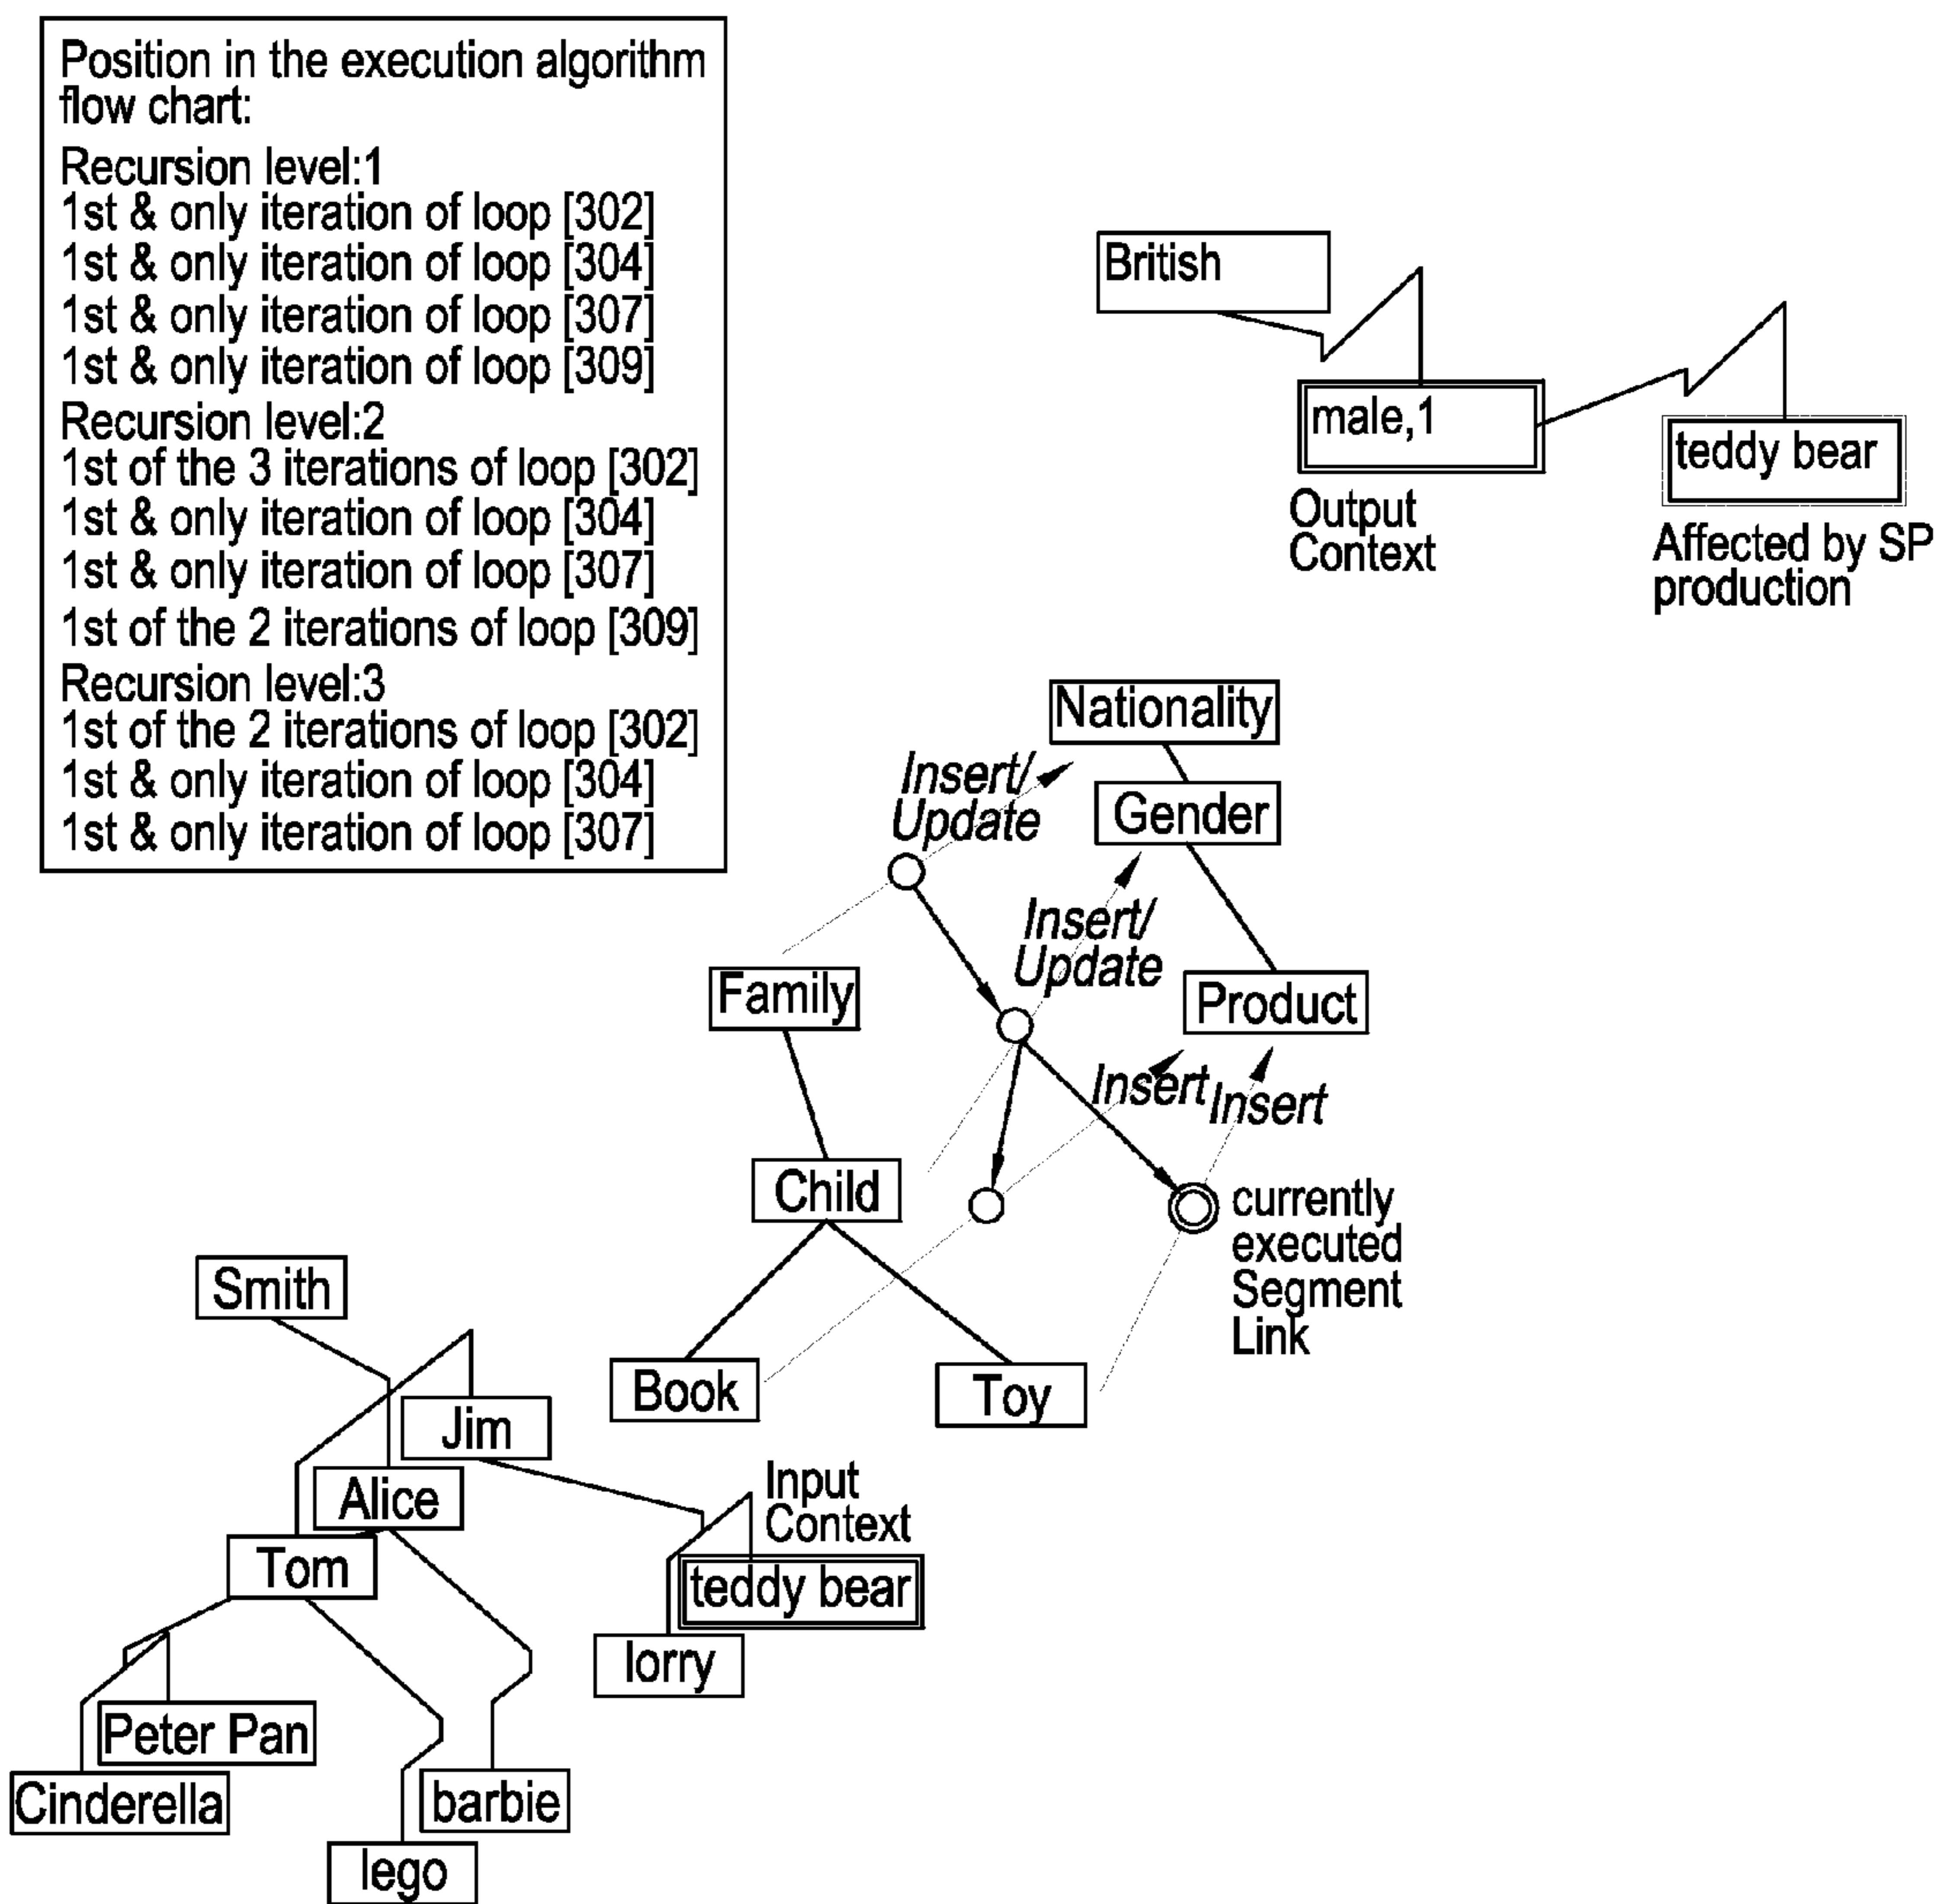 Position in the execution algorithm
flow chart:
Recursion level:1
1st & only iteration of loop [302]
1st & only iteration of loop [304]
1st & only iteration of loop [307]
1st & only iteration of loop [309]
Recursion level:2
1st of the 3 iterations of loop [302]
1st & only iteration of loop [304]
1st & only iteration of loop [307]
1st of the 2 iterations of loop [309]
Recursion level:3
1st of the 2 iterations of loop [302]
1st & only iteration of loop [304]
1st & only iteration of loop [307]
British
male,1
Output
Context
teddy bear
Affected by SP
production
Nationality
Insert/
Update
Gender
Insert/
Update
Family
Product
Insert
Insert
Child
currently
executed
Segment
Link
Book
Toy
Smith
Jim
Alice
Tom
Input
Context
teddy bear
lorry
Peter Pan
Cinderella
barbie
lego